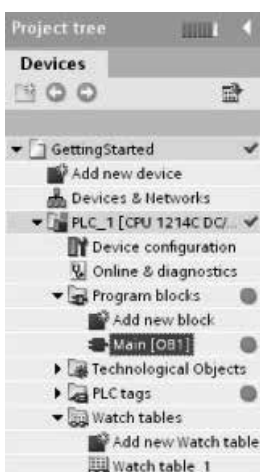 Project tree
Devices
GettingStarted
Add new device
Devices & Networks
PLC_1 [CPU 1214C DC/...
Device configuration
Online & diagnostics
Program blocks
Add new block
Main [OB1]
Technological Objects
PLC tags
Watch tables
Add new Watch table
Watch table_1